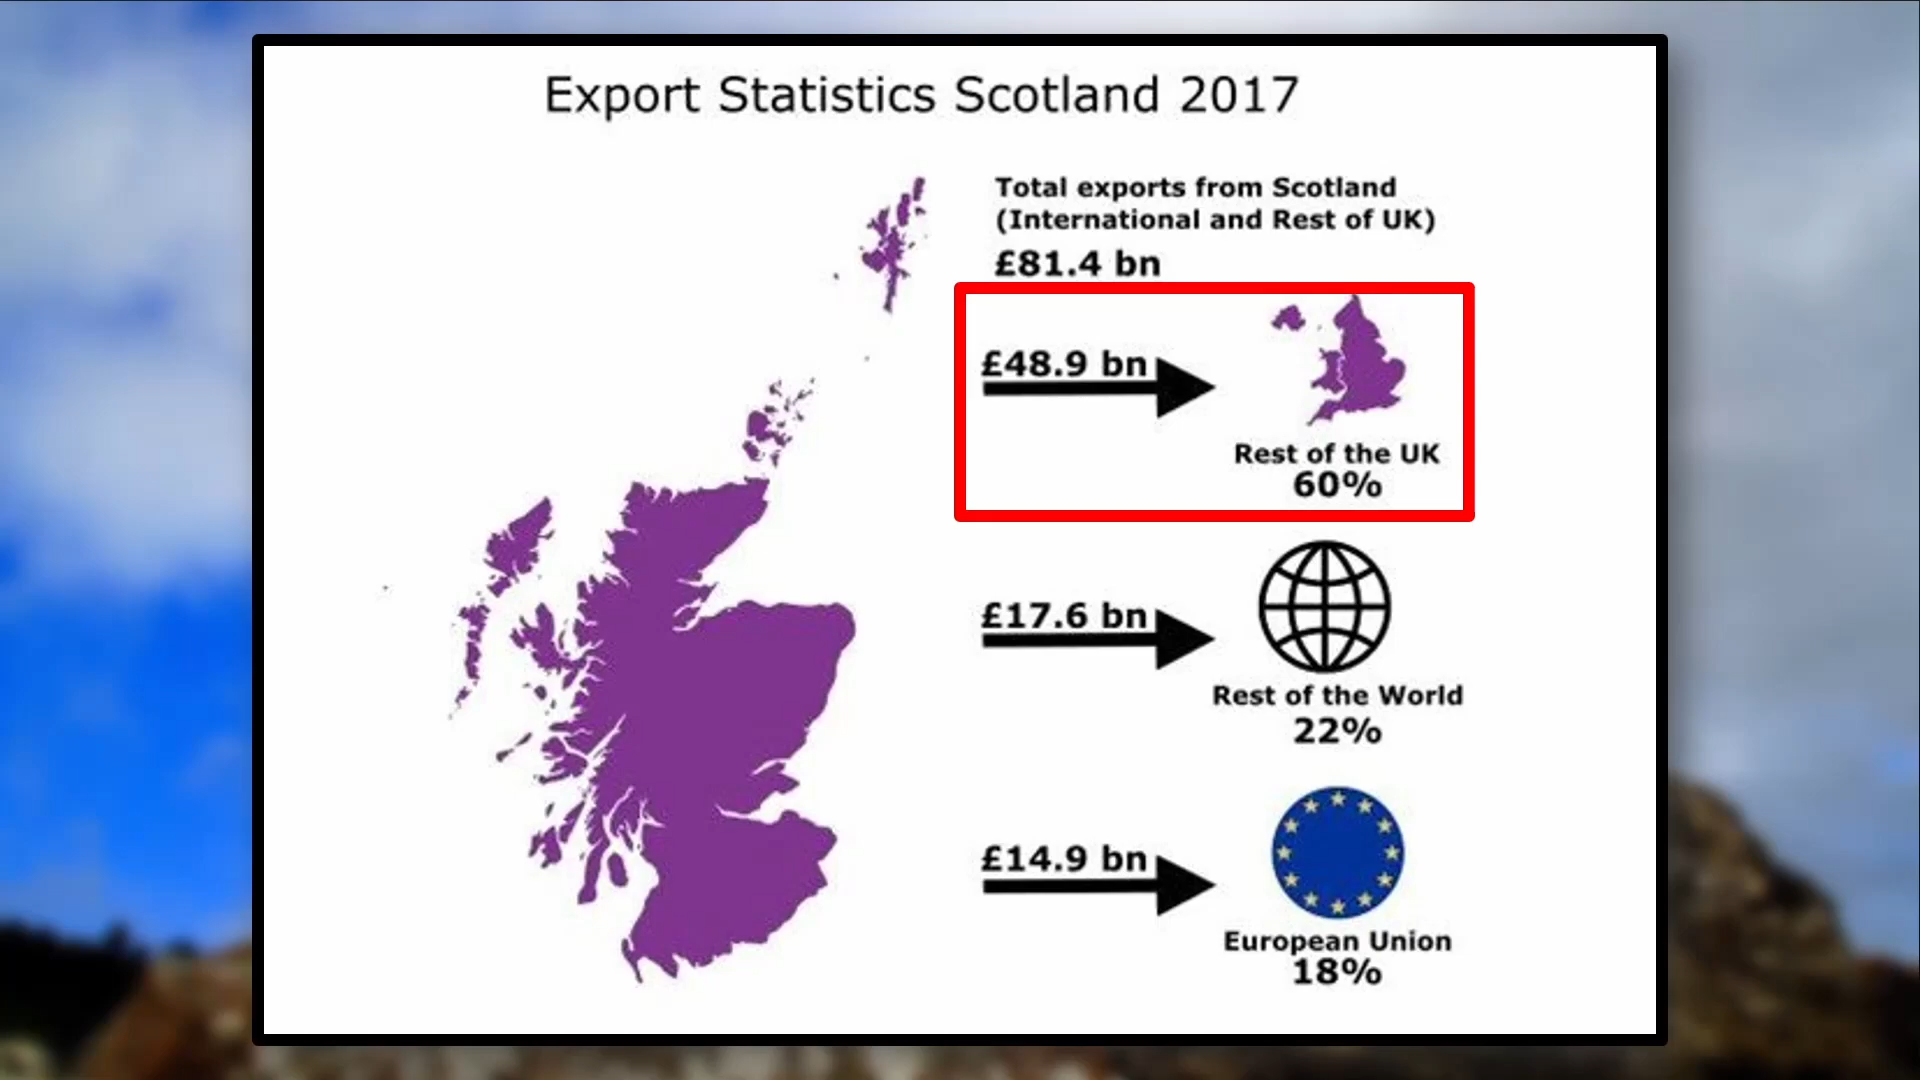 Export Statistics Scotland 2017
Total exports from Scotland
(International and Rest of UK)
£81.4 bn
£48.9 bn
Rest of the UK
60%
£17.6 bn
Rest of the World
22%
£14.9 bn
European Union
18%